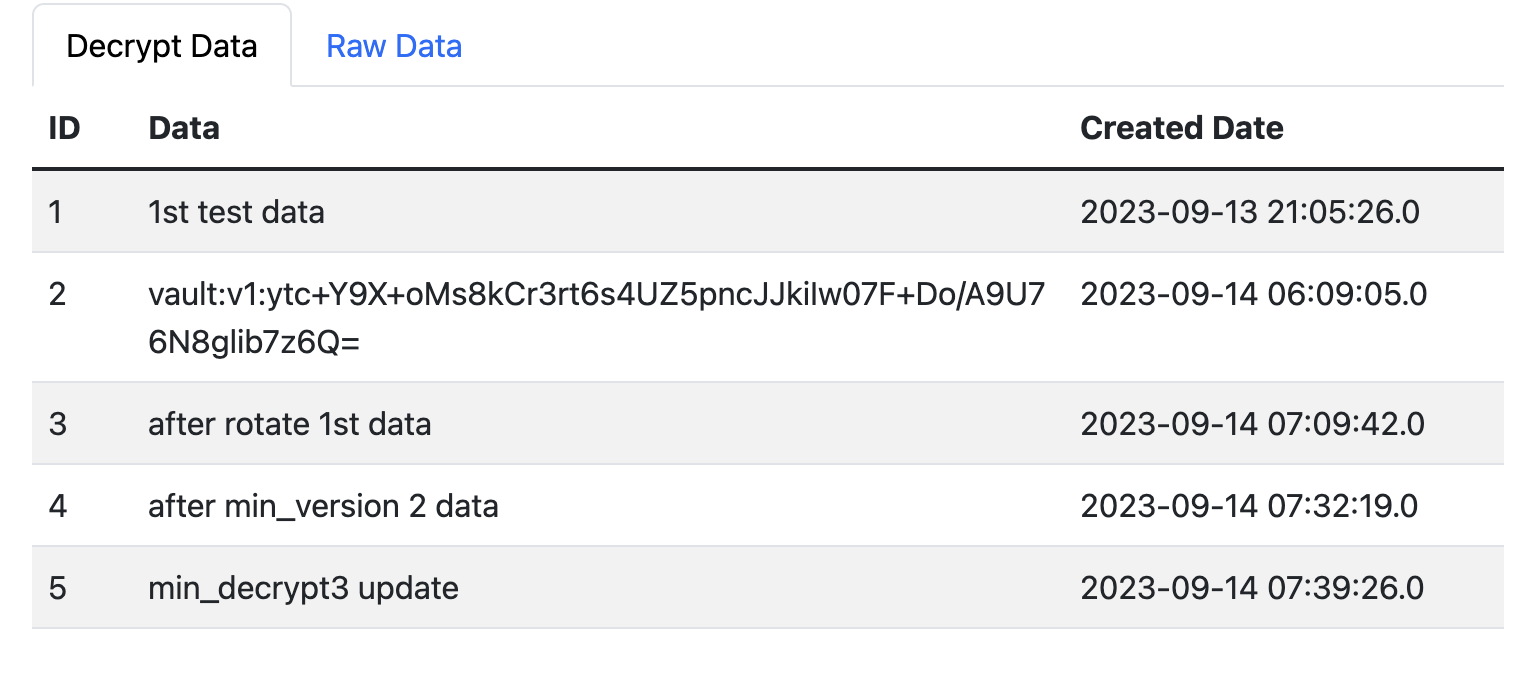 Decrypt Data Raw Data
ID Data Created Date
1 1st test data 2023-09-13 21:05:26.0
2 vault:v1:ytc+Y9X+oMs8kCr3rt6s4UZ5pncJJkiIw07F+Do/A9U7 2023-09-14 06:09:05.0
6N8glib7z6Q=
3 after rotate 1st data 2023-09-14 07:09:42.0
4 after min_version 2 data 2023-09-14 07:32:19.0
5 min_decrypt3 update 2023-09-14 07:39:26.0